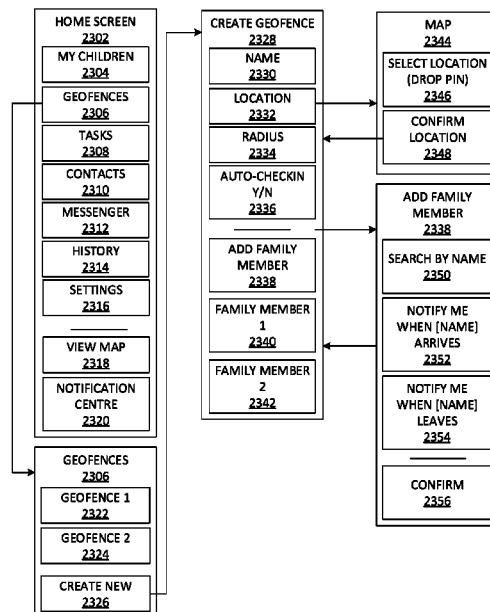 HOME SCREEN
2302
MY CHILDREN
2304
GEOFENCES
2306
TASKS
2308
CONTACTS
2310
MESSENGER
2312
HISTORY
2314
SETTINGS
2316
VIEW MAP
2318
NOTIFICATION
CENTRE
2320
GEOFENCES
2306
GEOFENCE 1
2322
GEOFENCE 2
2324
CREATE NEW
2326
CREATE GEOFENCE
2328
NAME
2330
LOCATION
2332
RADIUS
2334
AUTO-CHECKIN
Y/N
2336
ADD FAMILY
MEMBER
2338
FAMILY MEMBER
1
2340
FAMILY MEMBER
2
2342
MAP
2344
SELECT LOCATION
(DROP PIN)
2346
CONFIRM
LOCATION
2348
ADD FAMILY
MEMBER
2338
SEARCH BY NAME
2350
NOTIFY ME
WHEN [NAME]
ARRIVES
2352
NOTIFY ME
WHEN [NAME]
LEAVES
2354
CONFIRM
2356